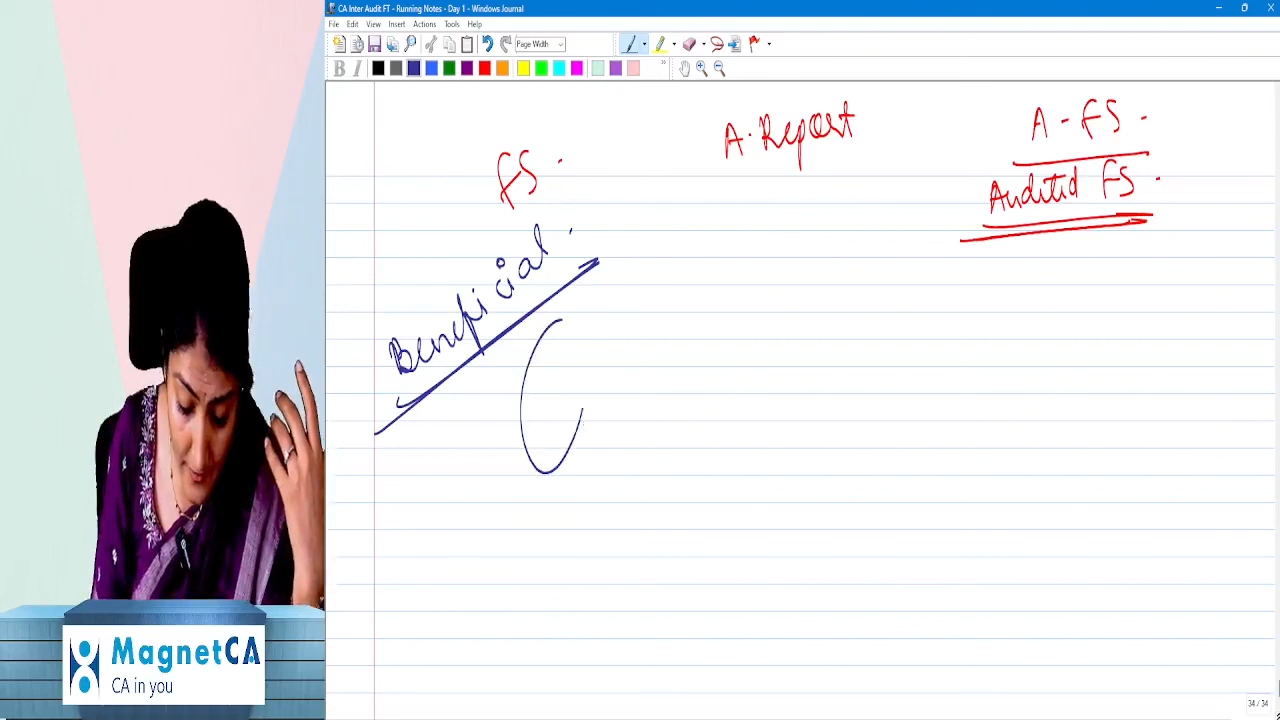 CA Inter Audit FT - Running Notes - Day 1 - Windows Journal
File Edit View Insert Actions Tools Help
Page Width
B I
FS.
A. Report
A - FS.
Audited FS.
Beneficial.
MagnetCA
CA in you
34 / 34